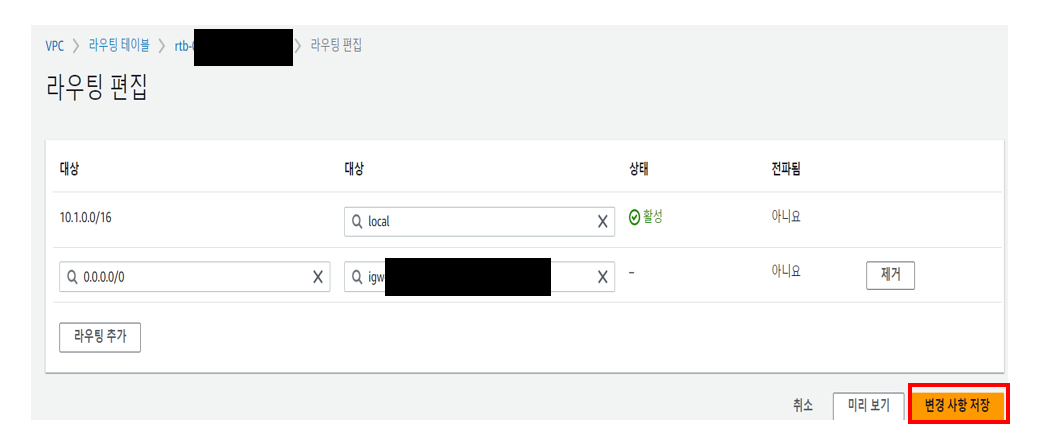 VPC > 라우팅 테이블 > rtb- > 라우팅 편집
라우팅 편집
대상 대상 상태 전파됨
10.1.0.0/16 local 활성 아니요
0.0.0.0/0 igw – 아니요 제거
라우팅 추가
취소 미리 보기 변경 사항 저장